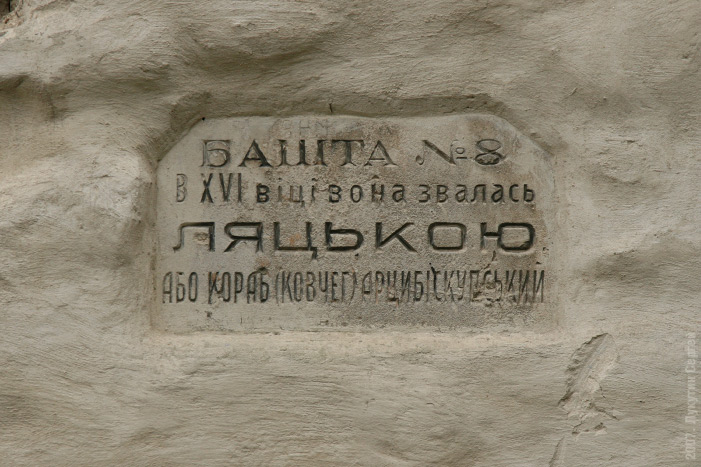 БАШТА №8
В XVI віці вона звалась
ЛЯЦЬКОЮ
АБО КОРАБ (КОВЧЕГ) АРЦИБІСКУПСЬКИЙ